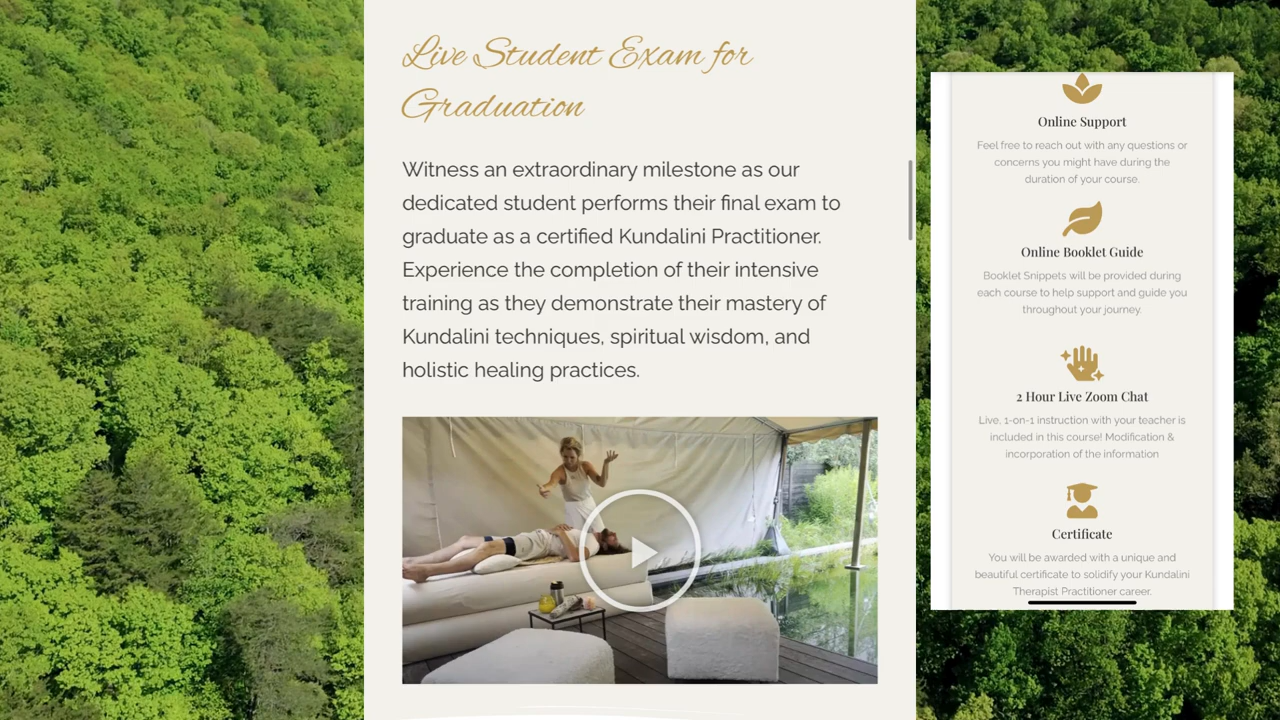 Live Student Exam for
Graduation
Witness an extraordinary milestone as our
dedicated student performs their final exam to
graduate as a certified Kundalini Practitioner.
Experience the completion of their intensive
training as they demonstrate their mastery of
Kundalini techniques, spiritual wisdom, and
holistic healing practices.
Online Support
Feel free to reach out with any questions or
concerns you might have during the
duration of your course.
Online Booklet Guide
Booklet Snippets will be provided during
each course to help support and guide you
throughout your journey.
2 Hour Live Zoom Chat
Live, 1-on-1 instruction with your teacher is
included in this course! Modification &
incorporation of the information
Certificate
You will be awarded with a unique and
beautiful certificate to solidify your Kundalini
Therapist Practitioner career.